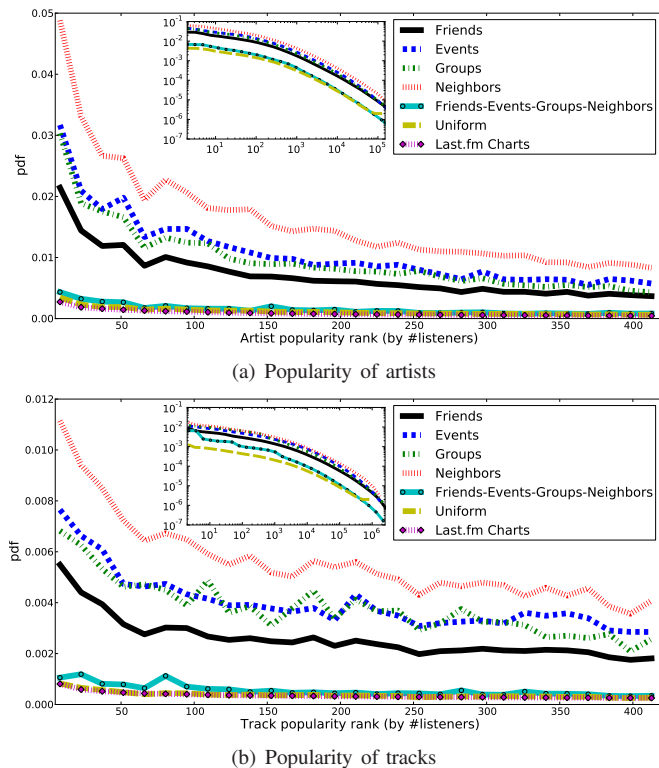 0.05
0.04
0.03
0.02
0.01
0.00
pdf
10^-1
10^-2
10^-3
10^-4
10^-5
10^-6
10^-7
10^1 10^2 10^3 10^4 10^5
Friends
Events
Groups
Neighbors
Friends-Events-Groups-Neighbors
Uniform
Last.fm Charts
50 100 150 200 250 300 350 400
Artist popularity rank (by #listeners)
(a) Popularity of artists
0.012
0.010
0.008
0.006
0.004
0.002
0.000
pdf
10^-1
10^-2
10^-3
10^-4
10^-5
10^-6
10^-7
10^1 10^2 10^3 10^4 10^5 10^6
Friends
Events
Groups
Neighbors
Friends-Events-Groups-Neighbors
Uniform
Last.fm Charts
50 100 150 200 250 300 350 400
Track popularity rank (by #listeners)
(b) Popularity of tracks